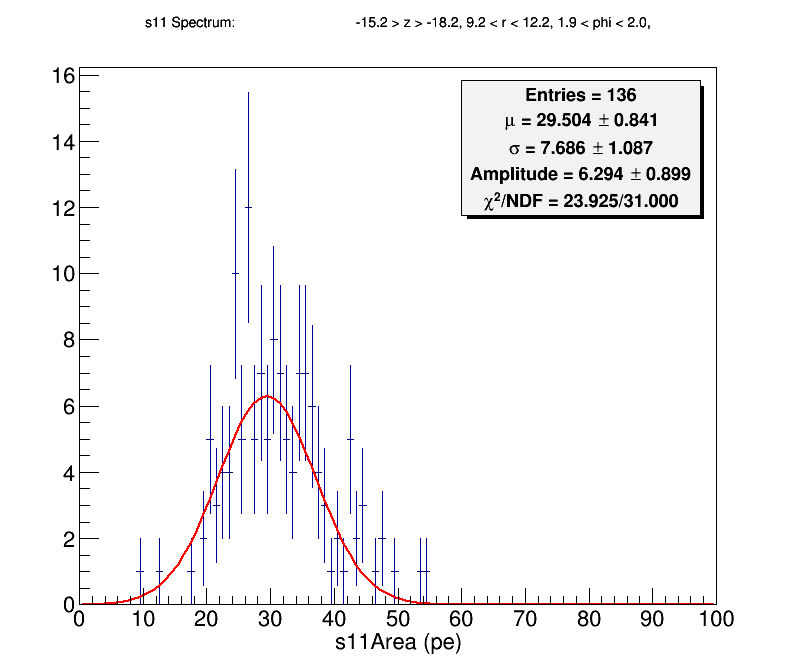 s11 Spectrum: -15.2 > z > -18.2, 9.2 < r < 12.2, 1.9 < phi < 2.0,
Entries = 136
μ = 29.504 ± 0.841
σ = 7.686 ± 1.087
Amplitude = 6.294 ± 0.899
χ²/NDF = 23.925/31.000
16
14
12
10
8
6
4
2
0
0 10 20 30 40 50 60 70 80 90 100
s11Area (pe)